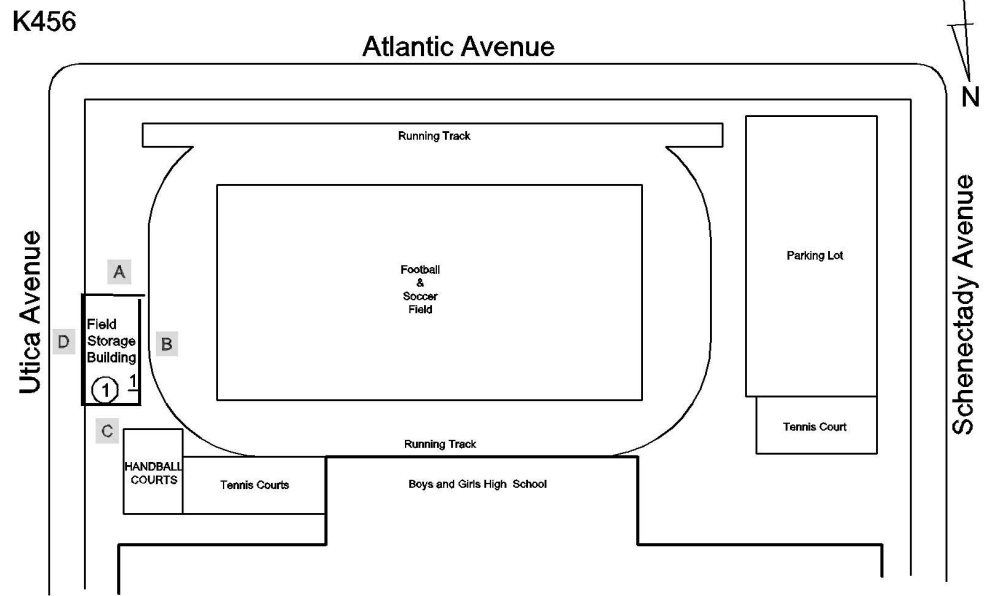 K456
Atlantic Avenue
N
Running Track
Utica Avenue
Schenectady Avenue
Parking Lot
A
Football
&
Soccer
Field
Field
Storage
Building
D
B
1
1
C
Tennis Court
Running Track
HANDBALL
COURTS
Tennis Courts
Boys and Girls High School